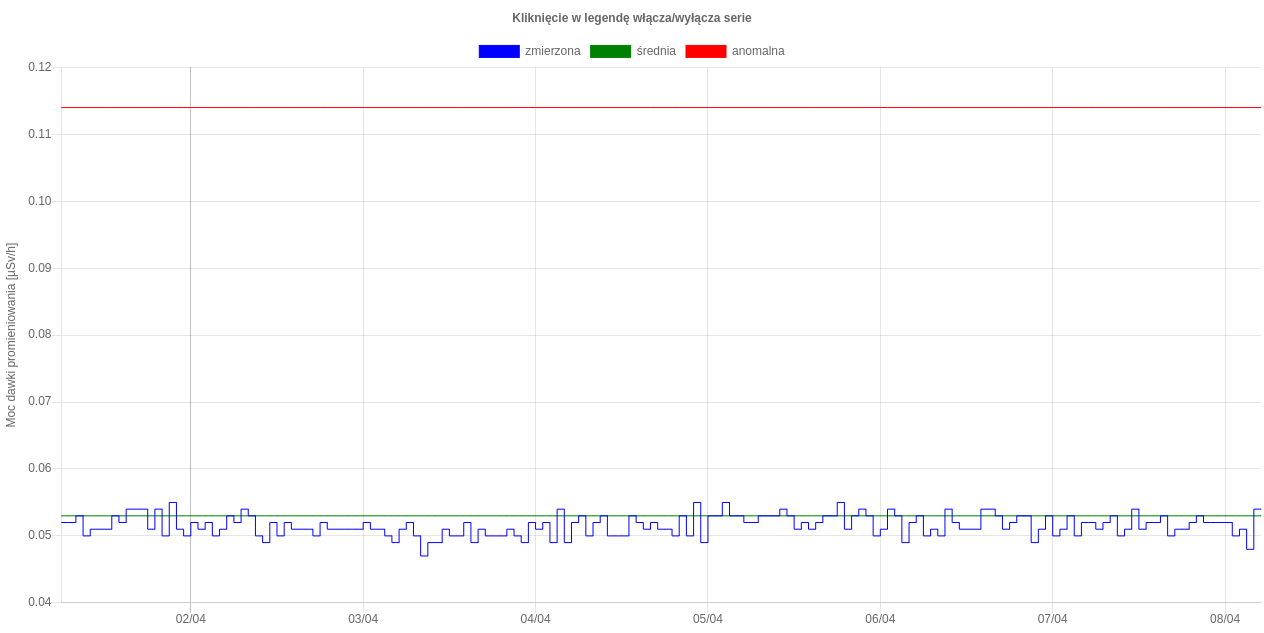 Kliknięcie w legendę włącza/wyłącza serie
zmierzona średnia anomalna
Moc dawki promieniowania [µSv/h]
0.12
0.11
0.10
0.09
0.08
0.07
0.06
0.05
0.04
02/04 03/04 04/04 05/04 06/04 07/04 08/04